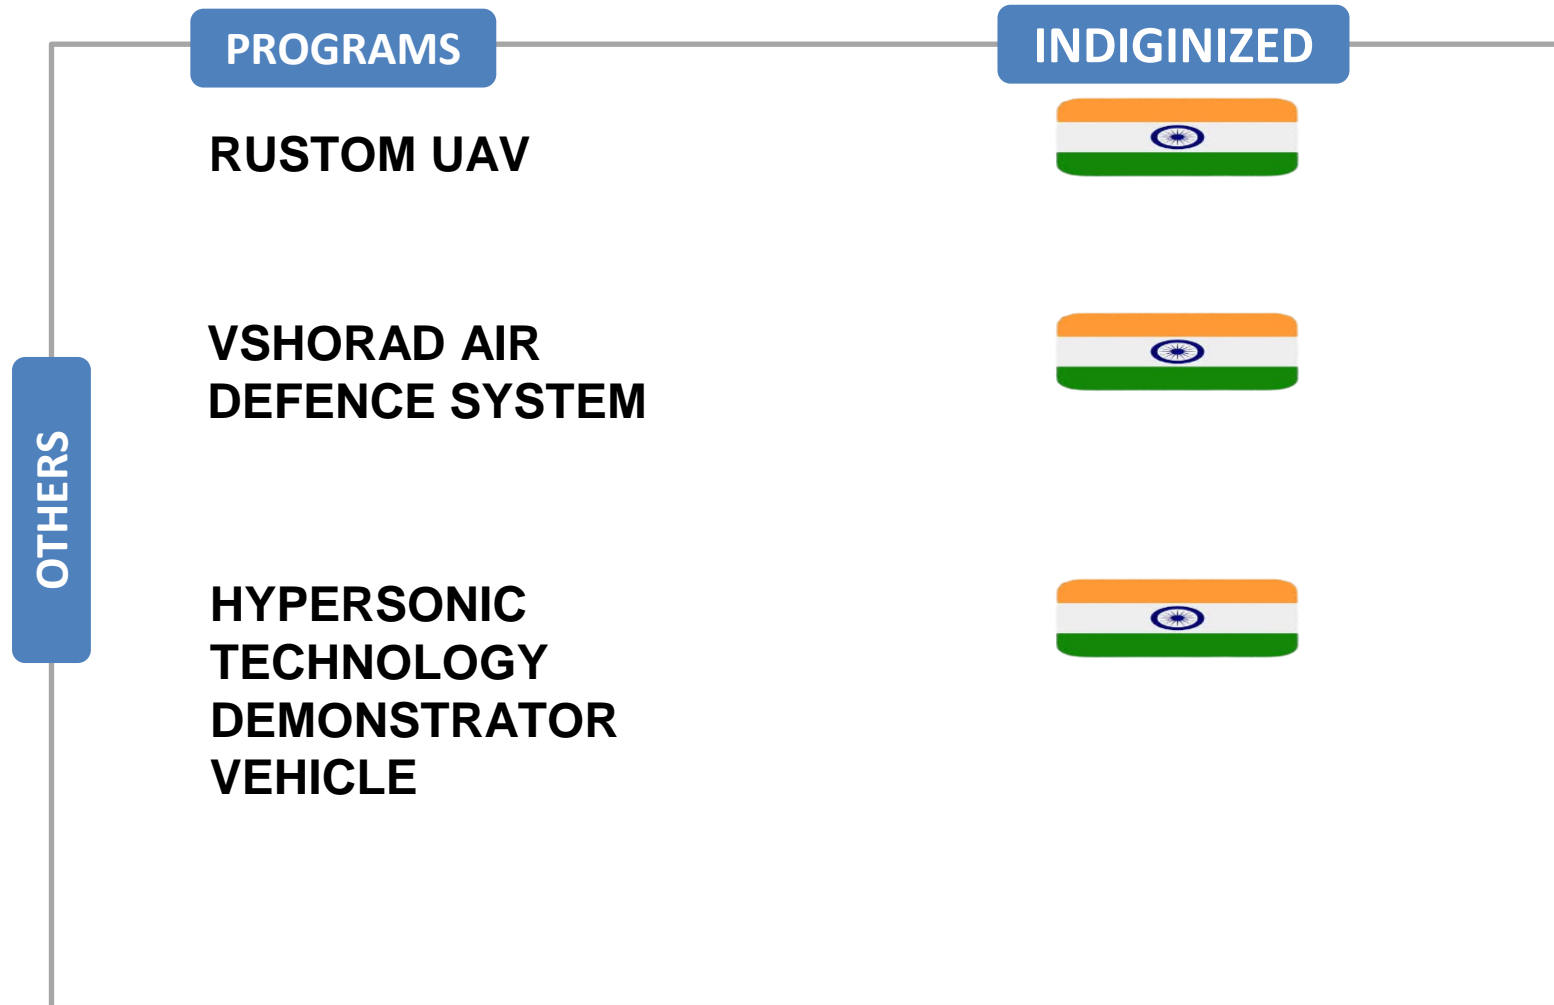 PROGRAMS
INDIGINIZED
RUSTOM UAV
VSHORAD AIR
DEFENCE SYSTEM
OTHERS
HYPERSONIC
TECHNOLOGY
DEMONSTRATOR
VEHICLE